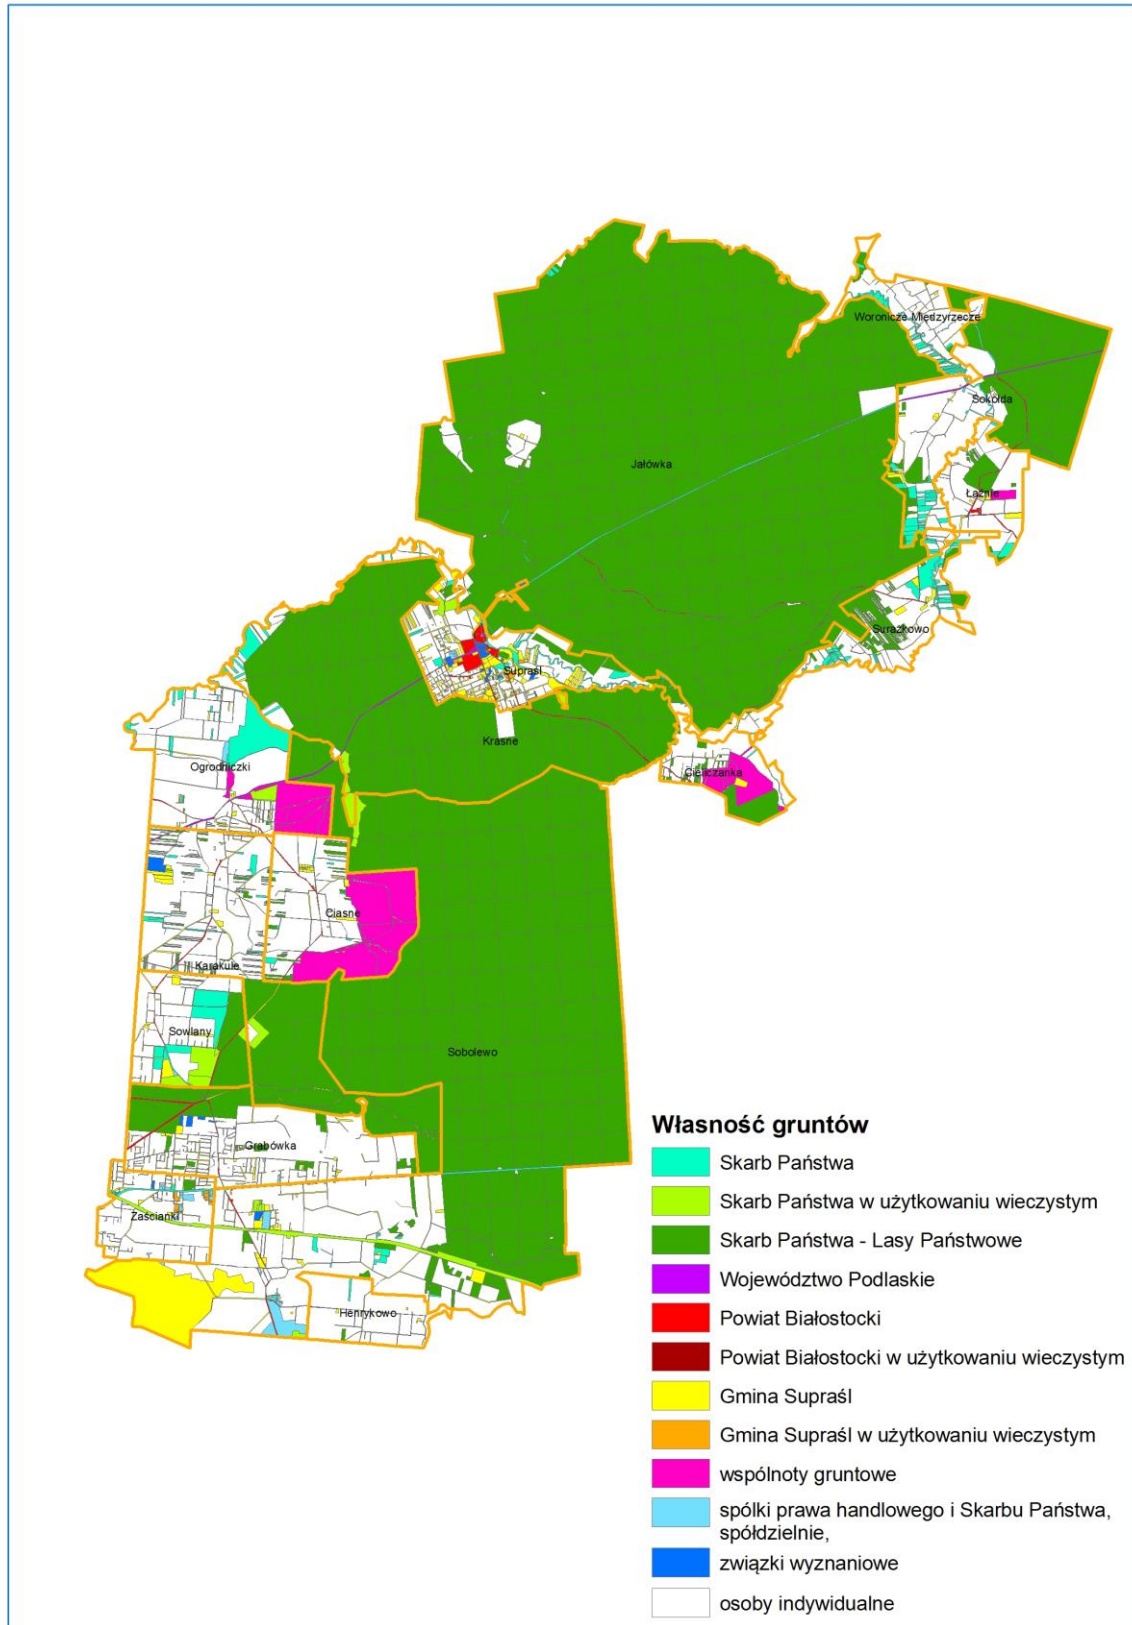 Woronicze Międzyrzecze
Sokołda
Jałówka
Łaźnie
Surażkowo
Supraśl
Krasne
Cieliczanka
Ogrodniczki
Ciasne
Karakule
Sowlany
Sobolewo
Grabówka
Zaścianki
Henrykowo
Własność gruntów
Skarb Państwa
Skarb Państwa w użytkowaniu wieczystym
Skarb Państwa - Lasy Państwowe
Województwo Podlaskie
Powiat Białostocki
Powiat Białostocki w użytkowaniu wieczystym
Gmina Supraśl
Gmina Supraśl w użytkowaniu wieczystym
wspólnoty gruntowe
spólki prawa handlowego i Skarbu Państwa,
spółdzielnie,
związki wyznaniowe
osoby indywidualne